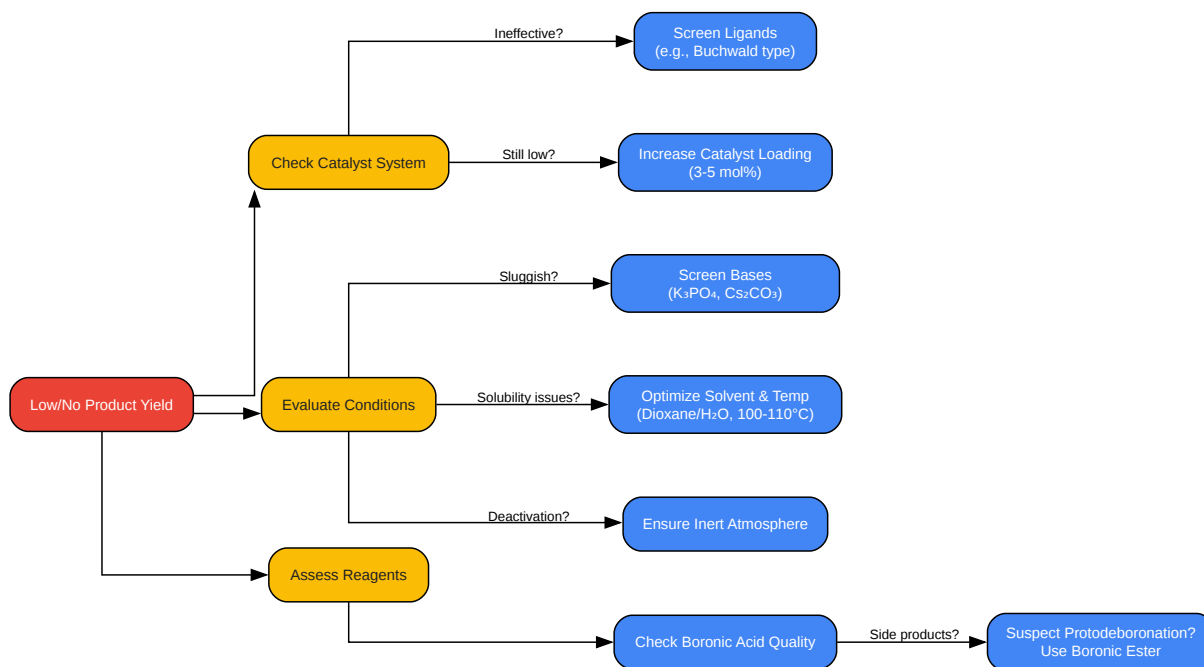 Ineffective?
Screen Ligands
(e.g., Buchwald type)
Check Catalyst System
Still low?
Increase Catalyst Loading
(3-5 mol%)
Sluggish?
Screen Bases
(K₃PO₄, Cs₂CO₃)
Low/No Product Yield
Evaluate Conditions
Solubility issues?
Optimize Solvent & Temp
(Dioxane/H₂O, 100-110°C)
Deactivation?
Ensure Inert Atmosphere
Assess Reagents
Check Boronic Acid Quality
Side products?
Suspect Protodeboronation?
Use Boronic Ester